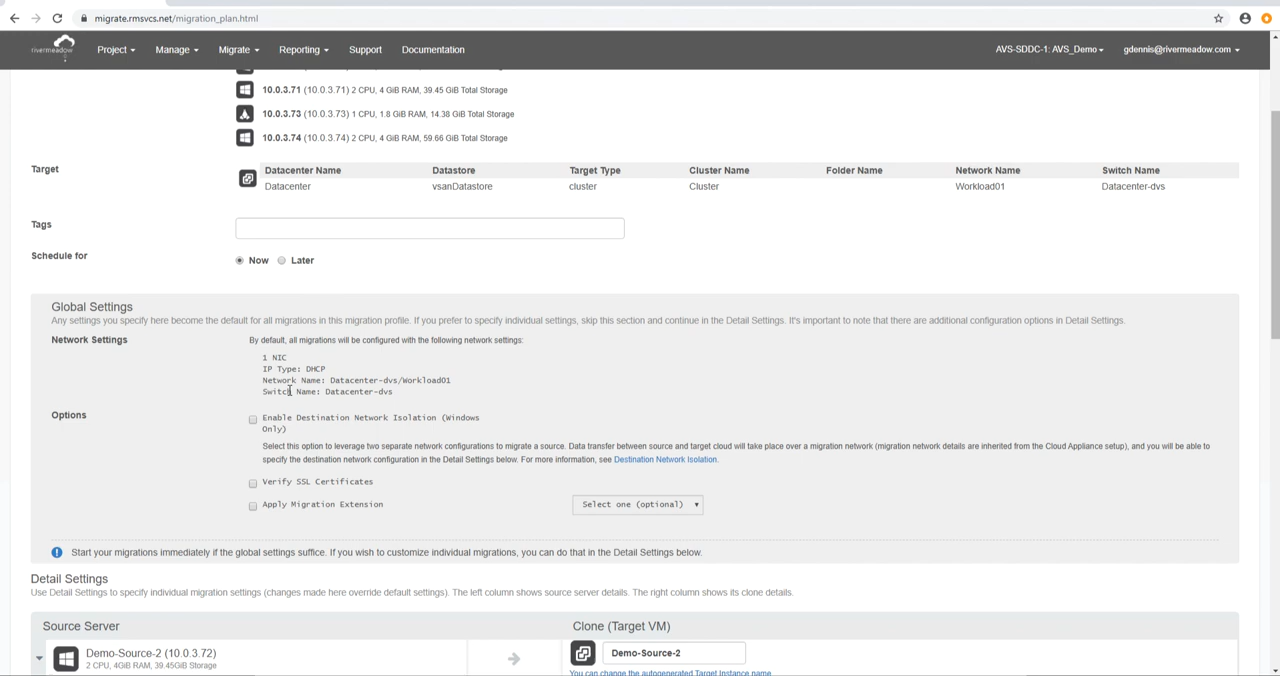 migrate.rmsvcs.net/migration_plan.html
rivermeadow Project Manage Migrate Reporting Support Documentation AVS-SDDC-1: AVS_Demo gdennis@rivermeadow.com
10.0.3.71 (10.0.3.71) 2 CPU, 4 GiB RAM, 39.45 GiB Total Storage
10.0.3.73 (10.0.3.73) 1 CPU, 1.8 GiB RAM, 14.38 GiB Total Storage
10.0.3.74 (10.0.3.74) 2 CPU, 4 GiB RAM, 59.66 GiB Total Storage
Target Datacenter Name Datastore Target Type Cluster Name Folder Name Network Name Switch Name
Datacenter vsanDatastore cluster Cluster Workload01 Datacenter-dvs
Tags
Schedule for Now Later
Global Settings
Any settings you specify here become the default for all migrations in this migration profile. If you prefer to specify individual settings, skip this section and continue in the Detail Settings. It's important to note that there are additional configuration options in Detail Settings.
Network Settings By default, all migrations will be configured with the following network settings:
1 NIC
IP Type: DHCP
Network Name: Datacenter-dvs/Workload01
Switch Name: Datacenter-dvs
Options Enable Destination Network Isolation (Windows
Only)
Select this option to leverage two separate network configurations to migrate a source. Data transfer between source and target cloud will take place over a migration network (migration network details are inherited from the Cloud Appliance setup), and you will be able to
specify the destination network configuration in the Detail Settings below. For more information, see Destination Network Isolation.
Verify SSL Certificates
Apply Migration Extension Select one (optional)
Start your migrations immediately if the global settings suffice. If you wish to customize individual migrations, you can do that in the Detail Settings below.
Detail Settings
Use Detail Settings to specify individual migration settings (changes made here override default settings). The left column shows source server details. The right column shows its clone details.
Source Server Clone (Target VM)
Demo-Source-2 (10.0.3.72) Demo-Source-2
2 CPU, 4GiB RAM, 39.45GiB Storage
You can change the autogenerated Target Instance name